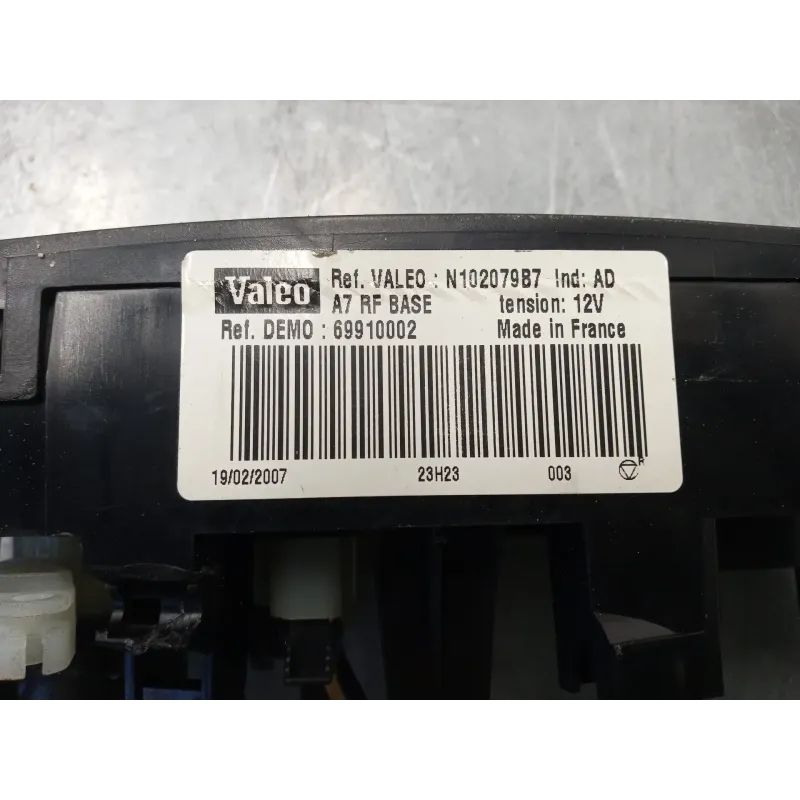 Valeo Ref. VALEO : N102079B7 Ind: AD
A7 RF BASE tension: 12V
Ref. DEMO : 69910002 Made in France
19/02/2007 23H23 003 R